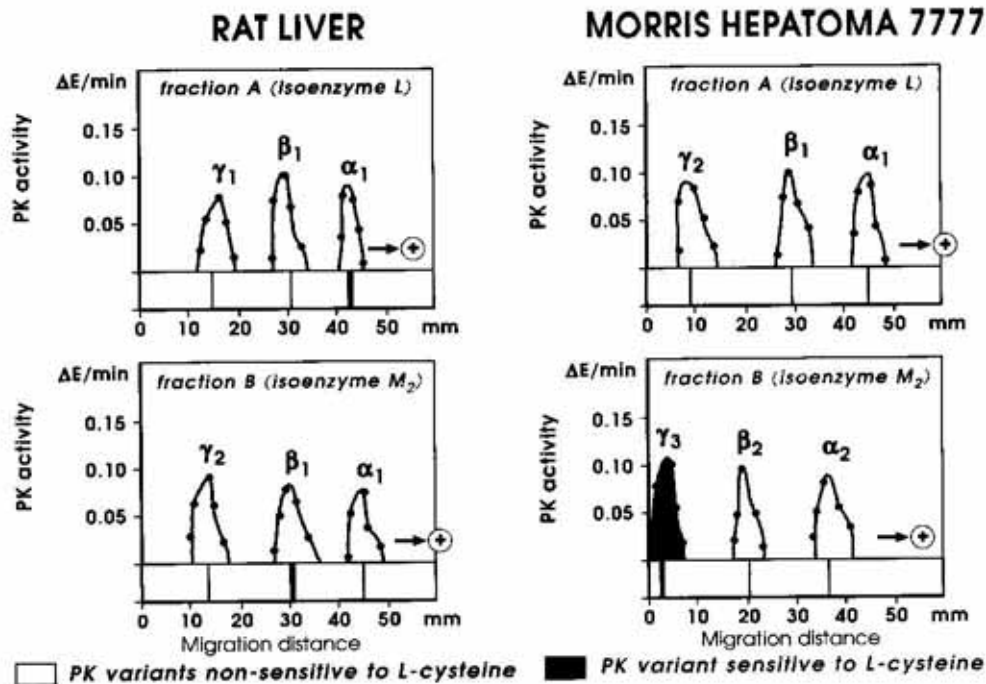 RAT LIVER
MORRIS HEPATOMA 7777
ΔE/min
fraction A (isoenzyme L)
PK activity
0.15
0.10
0.05
γ1
β1
α1
+
0 10 20 30 40 mm
ΔE/min
fraction A (isoenzyme L)
PK activity
0.15
0.10
0.05
γ2
β1
α1
+
0 10 20 30 40 50 mm
ΔE/min
fraction B (isoenzyme M2)
PK activity
0.15
0.10
0.05
γ2
β1
α1
+
0 10 20 30 40 50 mm
Migration distance
ΔE/min
fraction B (isoenzyme M2)
PK activity
0.15
0.10
0.05
γ3
β2
α2
+
0 10 20 30 40 50 mm
Migration distance
PK variants non-sensitive to L-cysteine
PK variant sensitive to L-cysteine